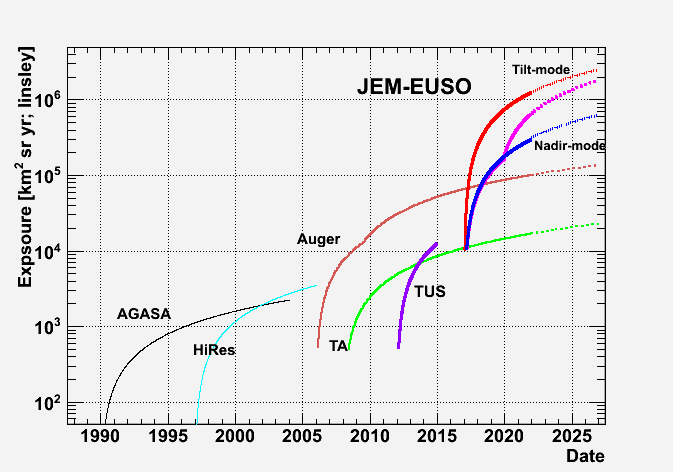 Expsoure [km² sr yr; linsley]
10⁶
10⁵
10⁴
10³
10²
JEM-EUSO
Tilt-mode
Nadir-mode
Auger
TUS
TA
AGASA
HiRes
1990 1995 2000 2005 2010 2015 2020 2025
Date